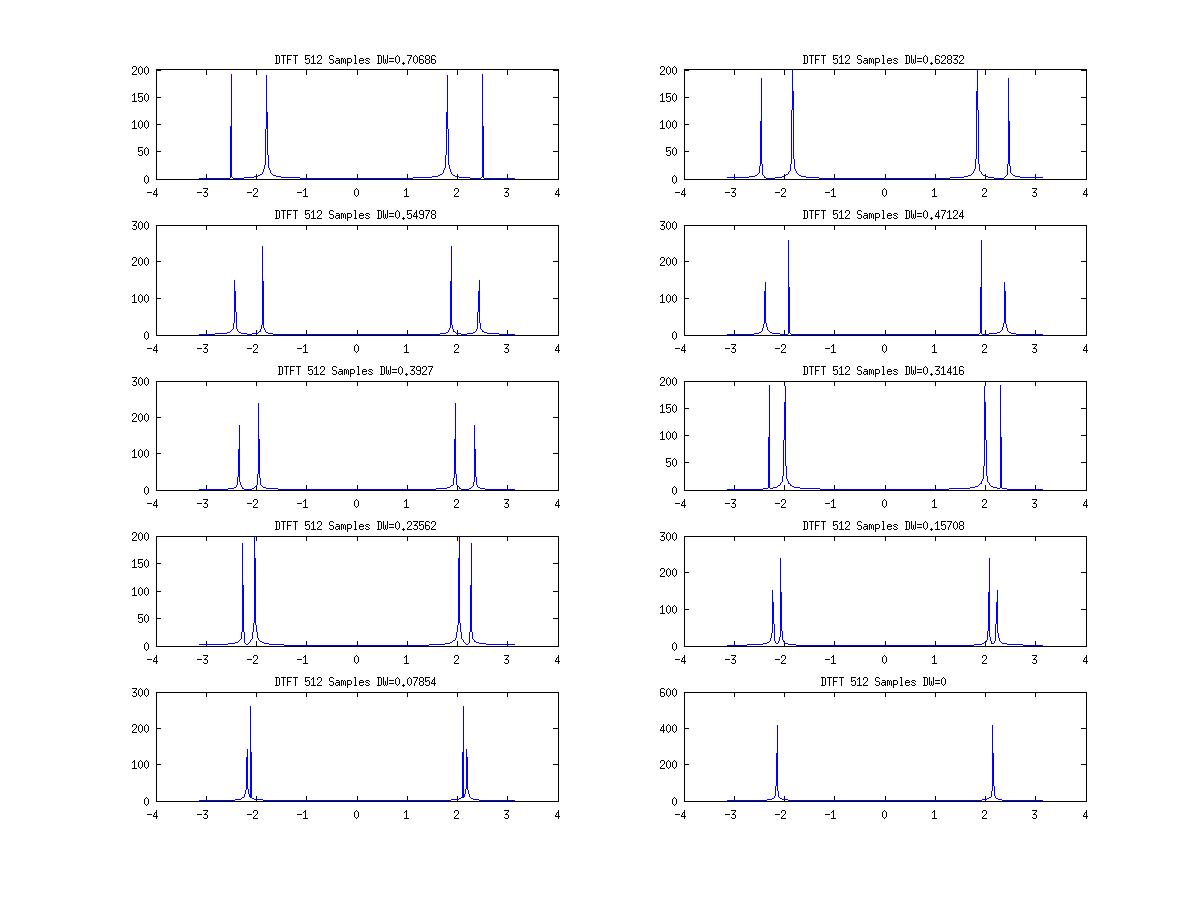 DTFT 512 Samples DW=0.70686
200
150
100
50
0
-4 -3 -2 -1 0 1 2 3 4
DTFT 512 Samples DW=0.62832
200
150
100
50
0
-4 -3 -2 -1 0 1 2 3 4
DTFT 512 Samples DW=0.54978
300
200
100
0
-4 -3 -2 -1 0 1 2 3 4
DTFT 512 Samples DW=0.47124
300
200
100
0
-4 -3 -2 -1 0 1 2 3 4
DTFT 512 Samples DW=0.3927
300
200
100
0
-4 -3 -2 -1 0 1 2 3 4
DTFT 512 Samples DW=0.31416
200
150
100
50
0
-4 -3 -2 -1 0 1 2 3 4
DTFT 512 Samples DW=0.23562
200
150
100
50
0
-4 -3 -2 -1 0 1 2 3 4
DTFT 512 Samples DW=0.15708
300
200
100
0
-4 -3 -2 -1 0 1 2 3 4
DTFT 512 Samples DW=0.07854
300
200
100
0
-4 -3 -2 -1 0 1 2 3 4
DTFT 512 Samples DW=0
600
400
200
0
-4 -3 -2 -1 0 1 2 3 4